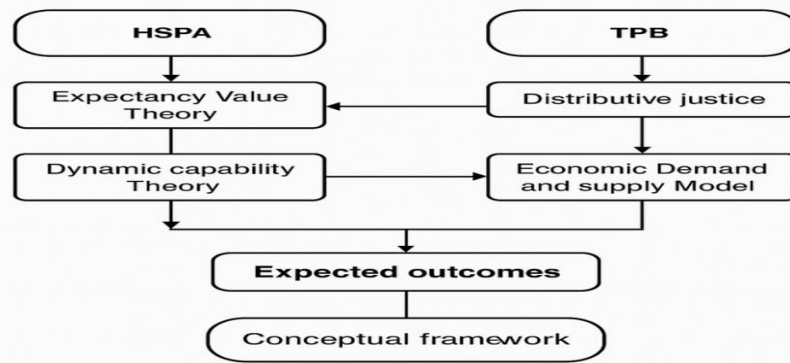 HSPA
TPB
Expectancy Value
Theory
Distributive justice
Dynamic capability
Theory
Economic Demand
and supply Model
Expected outcomes
Conceptual framework